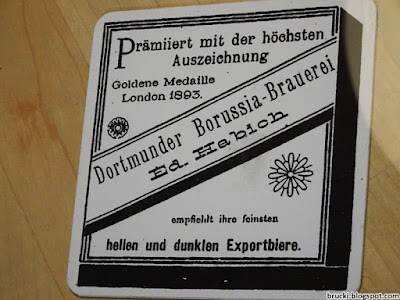 Prämiiert mit der höchsten
Auszeichnung
Goldene Medaille
London 1893.
Dortmunder Borussia-Brauerei
Ed. Habich.
empfiehlt ihre feinsten
hellen und dunklen Exportbiere.
brucki.blogspot.com